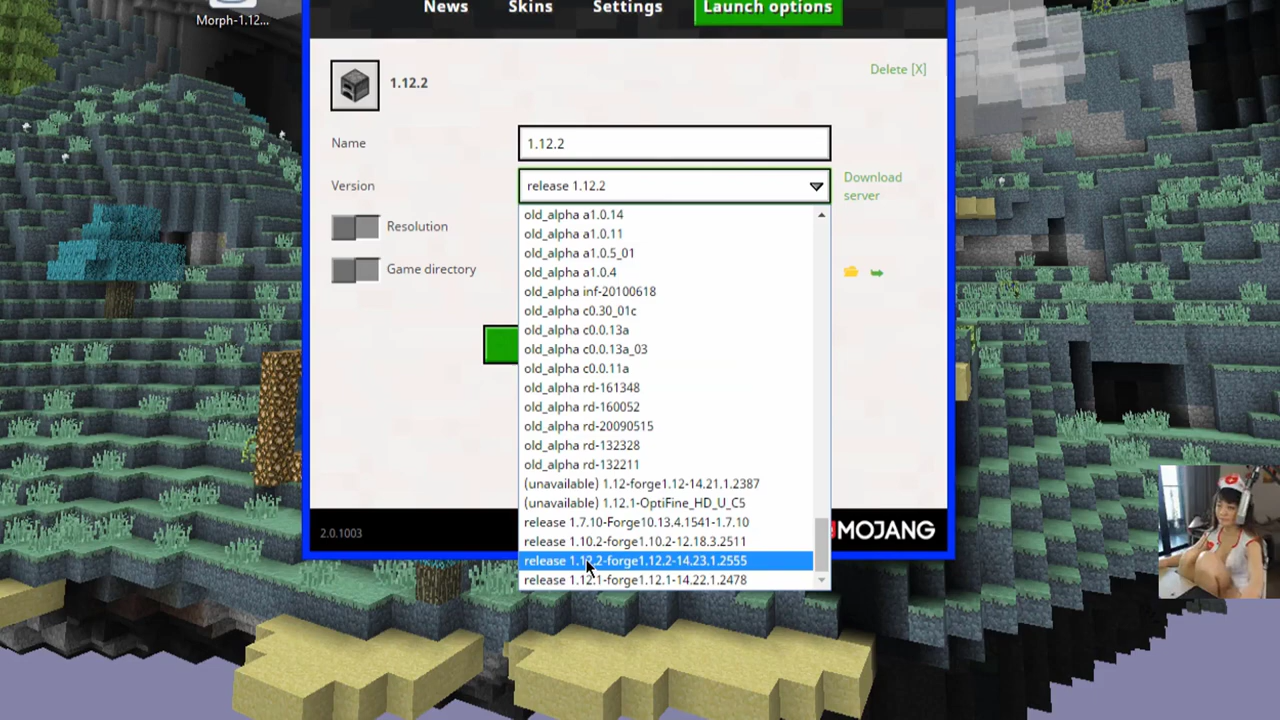 News
Skins
Settings
Launch options
Morph-1.12...
1.12.2
Delete [X]
Name
1.12.2
Version
release 1.12.2
Download
server
Resolution
Game directory
old_alpha a1.0.14
old_alpha a1.0.11
old_alpha a1.0.5_01
old_alpha a1.0.4
old_alpha inf-20100618
old_alpha c0.30_01c
old_alpha c0.0.13a
old_alpha c0.0.13a_03
old_alpha c0.0.11a
old_alpha rd-161348
old_alpha rd-160052
old_alpha rd-20090515
old_alpha rd-132328
old_alpha rd-132211
(unavailable) 1.12-forge1.12-14.21.1.2387
(unavailable) 1.12.1-OptiFine_HD_U_C5
release 1.7.10-Forge10.13.4.1541-1.7.10
release 1.10.2-forge1.10.2-12.18.3.2511
release 1.12.2-forge1.12.2-14.23.1.2555
release 1.12.1-forge1.12.1-14.22.1.2478
2.0.1003
MOJANG